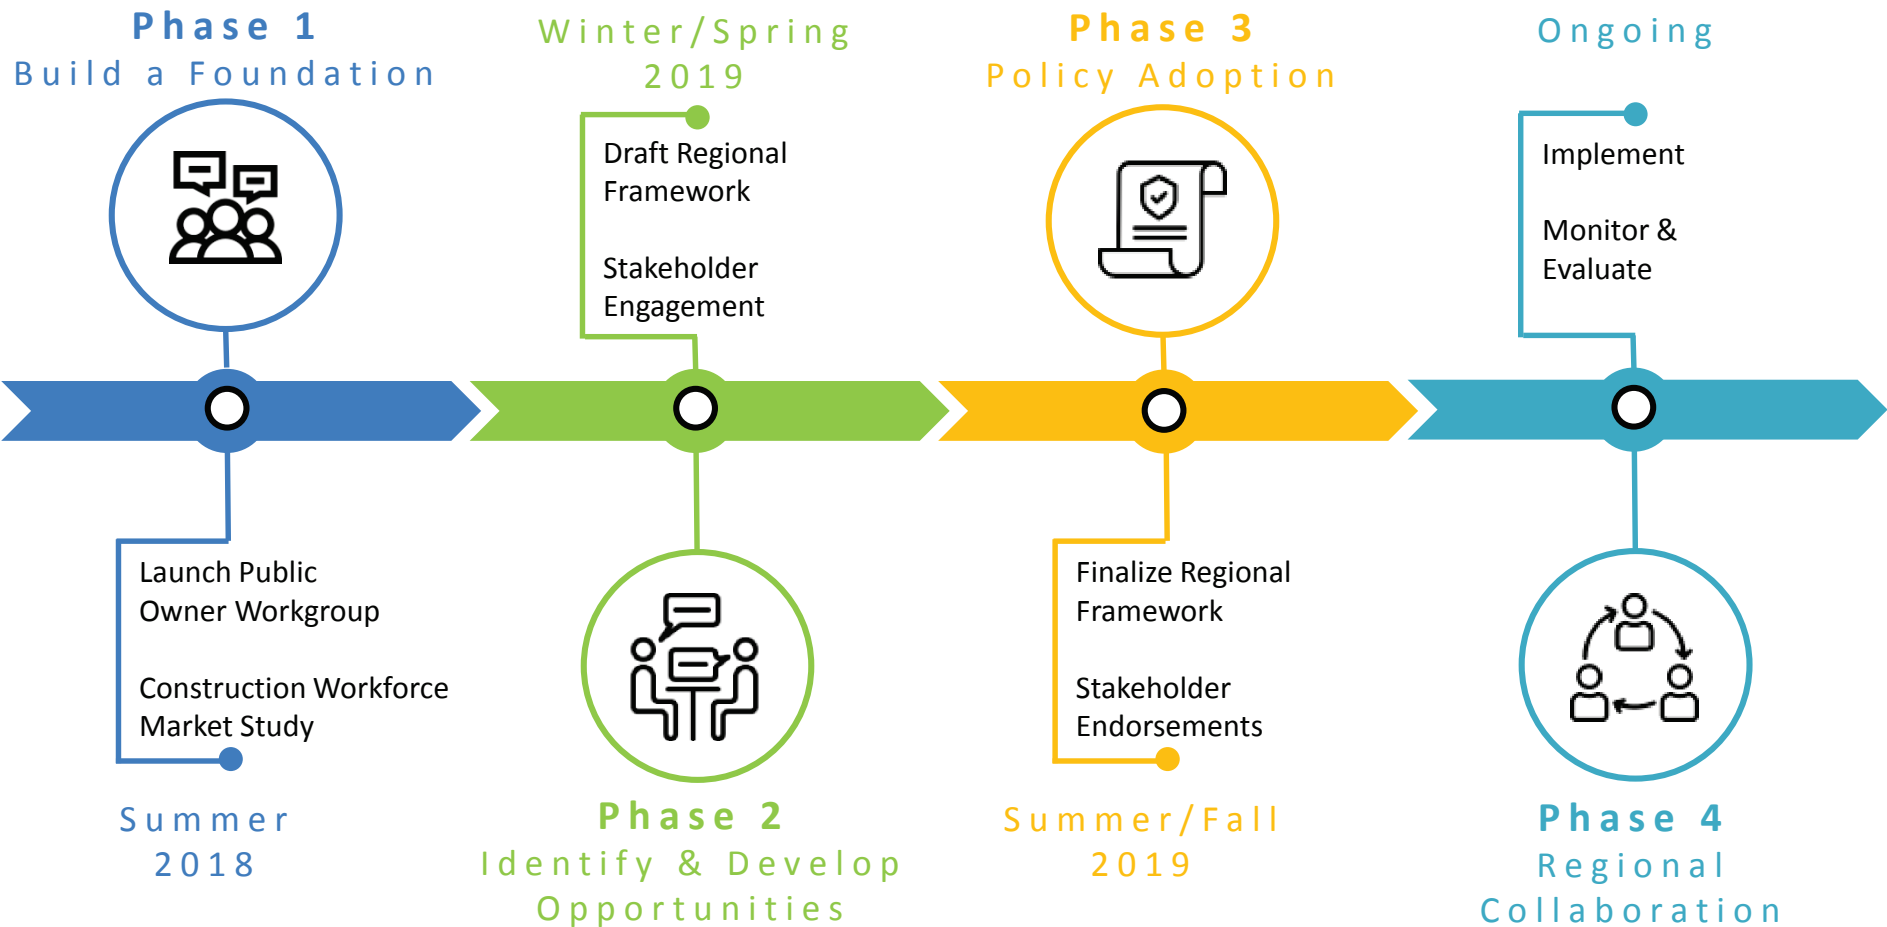 Phase 1
Build a Foundation
Launch Public
Owner Workgroup
Construction Workforce
Market Study
Summer
2018
Winter/Spring
2019
Draft Regional
Framework
Stakeholder
Engagement
Phase 2
Identify & Develop
Opportunities
Phase 3
Policy Adoption
Finalize Regional
Framework
Stakeholder
Endorsements
Summer/Fall
2019
Ongoing
Implement
Monitor &
Evaluate
Phase 4
Regional
Collaboration